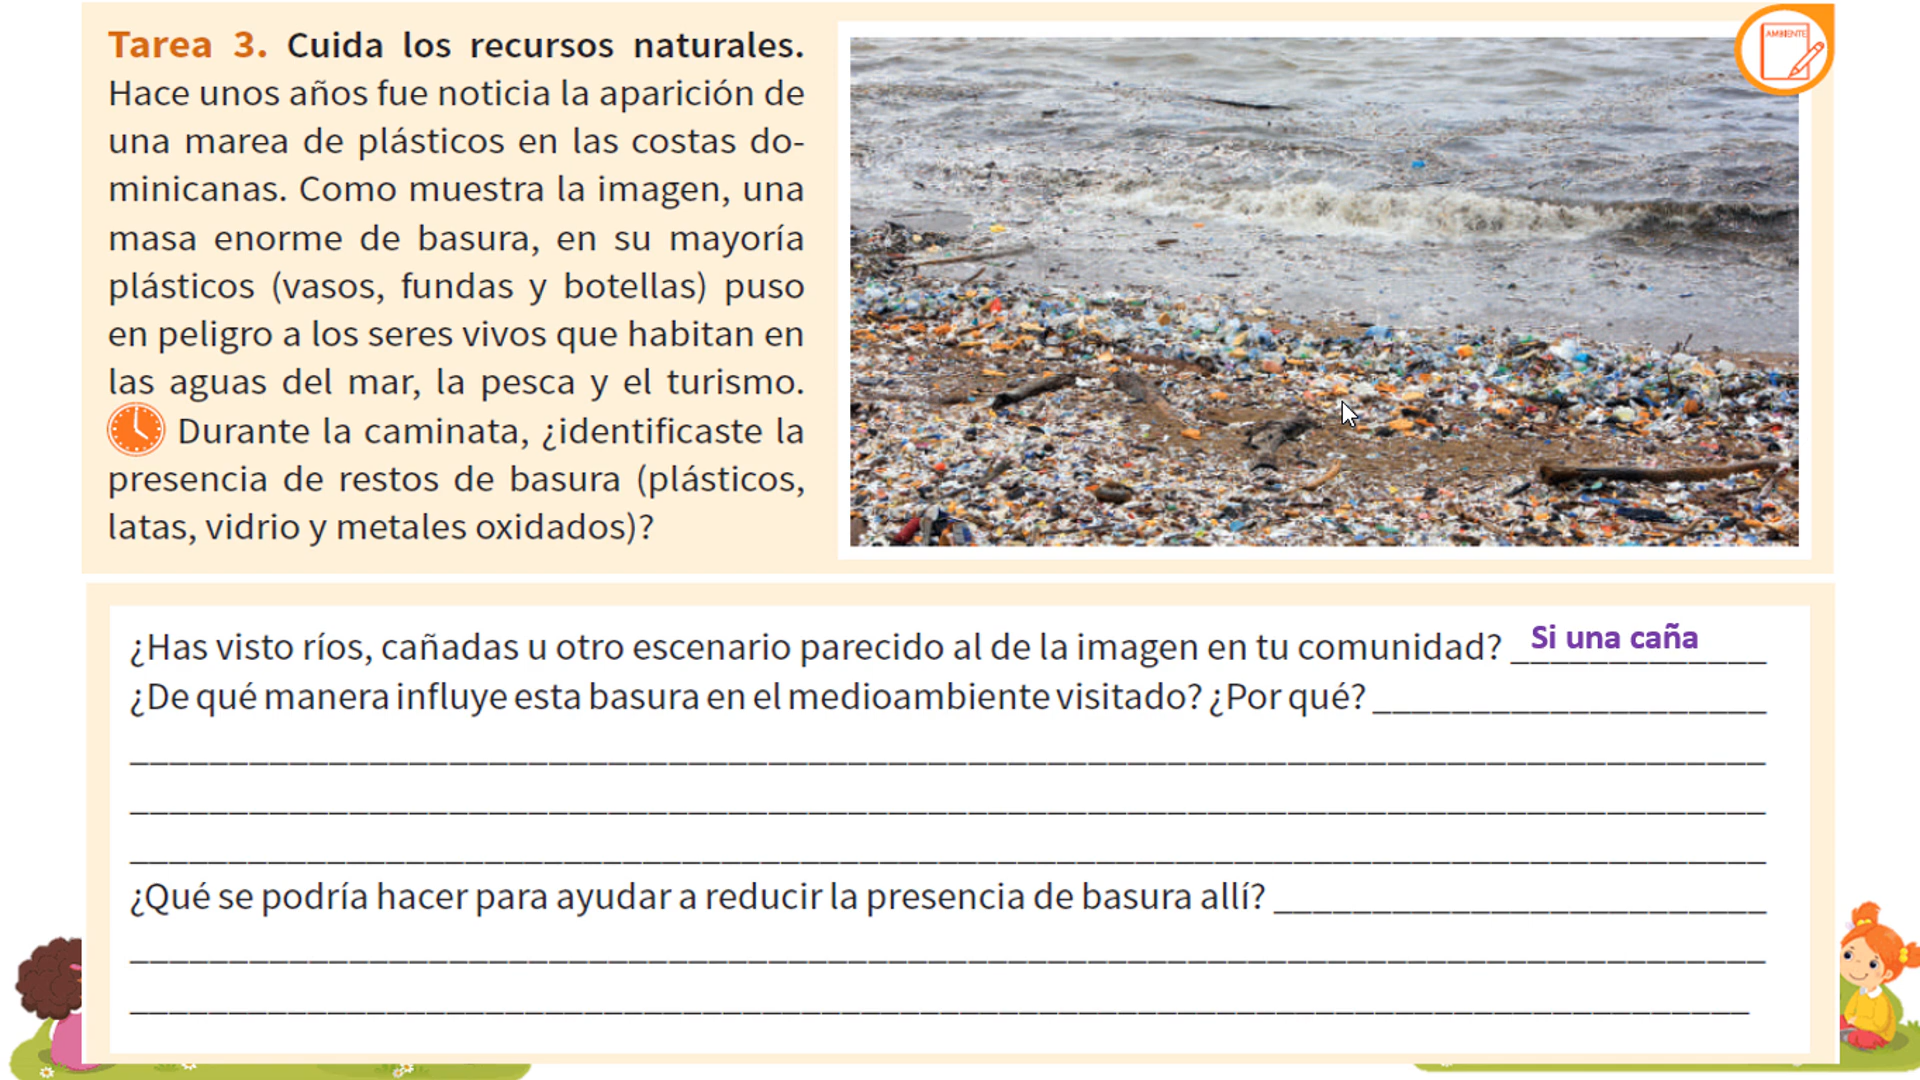 Tarea 3. Cuida los recursos naturales.
Hace unos años fue noticia la aparición de
una marea de plásticos en las costas do-
minicanas. Como muestra la imagen, una
masa enorme de basura, en su mayoría
plásticos (vasos, fundas y botellas) puso
en peligro a los seres vivos que habitan en
las aguas del mar, la pesca y el turismo.
Durante la caminata, ¿identificaste la
presencia de restos de basura (plásticos,
latas, vidrio y metales oxidados)?
AMBIENTE
¿Has visto ríos, cañadas u otro escenario parecido al de la imagen en tu comunidad? Si una caña
¿De qué manera influye esta basura en el medioambiente visitado? ¿Por qué?
¿Qué se podría hacer para ayudar a reducir la presencia de basura allí?